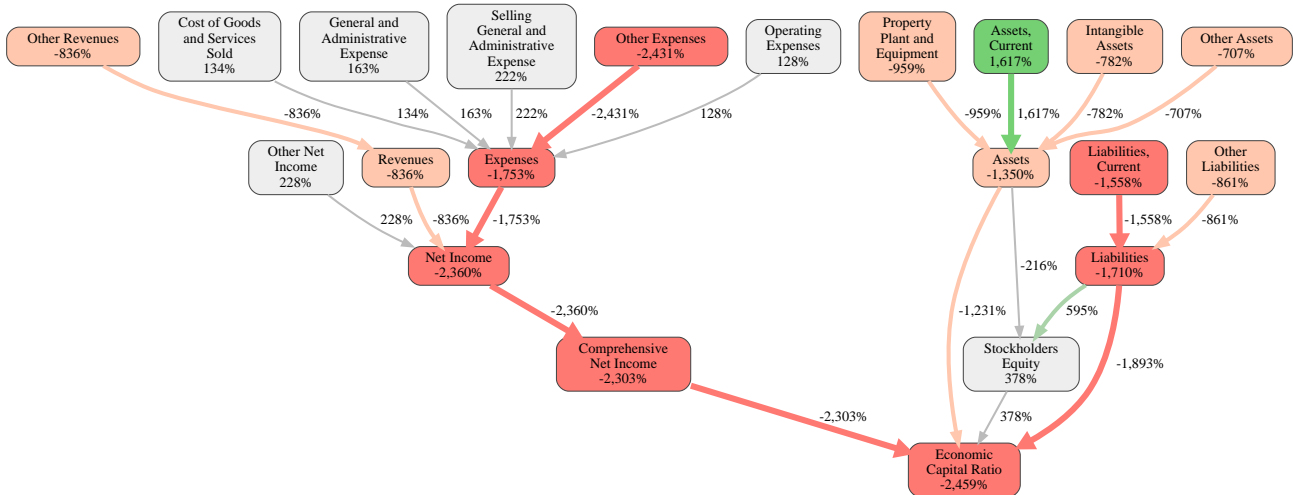 Other Revenues
-836%
Cost of Goods
and Services
Sold
134%
General and
Administrative
Expense
163%
Selling
General and
Administrative
Expense
222%
Other Expenses
-2,431%
Operating
Expenses
128%
Property
Plant and
Equipment
-959%
Assets,
Current
1,617%
Intangible
Assets
-782%
Other Assets
-707%
-836%
134%
163%
222%
-2,431%
128%
-959%
1,617%
-782%
-707%
Other Net
Income
228%
Revenues
-836%
Expenses
-1,753%
Assets
-1,350%
Liabilities,
Current
-1,558%
Other
Liabilities
-861%
228%
-836%
-1,753%
-1,558%
-861%
Net Income
-2,360%
-216%
Liabilities
-1,710%
-2,360%
-1,231%
595%
Comprehensive
Net Income
-2,303%
Stockholders
Equity
378%
-1,893%
-2,303%
378%
Economic
Capital Ratio
-2,459%